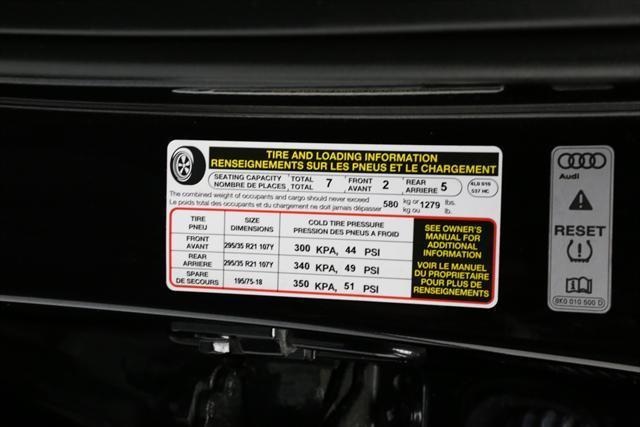 TIRE AND LOADING INFORMATION
RENSEIGNEMENTS SUR LES PNEUS ET LE CHARGEMENT
SEATING CAPACITY TOTAL 7 FRONT 2 REAR 5
NOMBRE DE PLACES TOTAL AVANT ARRIERE
4L0 010
537 HC
The combined weight of occupants and cargo should never exceed 580 kg or 1279 lbs.
Le poids total des occupants et du chargement ne doit jamais dépasser kg ou lb.
TIRE SIZE COLD TIRE PRESSURE
PNEU DIMENSIONS PRESSION DES PNEUS A FROID
FRONT
AVANT 295/35 R21 107Y 300 KPA, 44 PSI
REAR
ARRIERE 295/35 R21 107Y 340 KPA, 49 PSI
SPARE
DE SECOURS 195/75-18 350 KPA, 51 PSI
SEE OWNER'S
MANUAL FOR
ADDITIONAL
INFORMATION
VOIR LE MANUEL
DU PROPRIETAIRE
POUR PLUS DE
RENSEIGNEMENTS
Audi
RESET
8K0 010 500 D